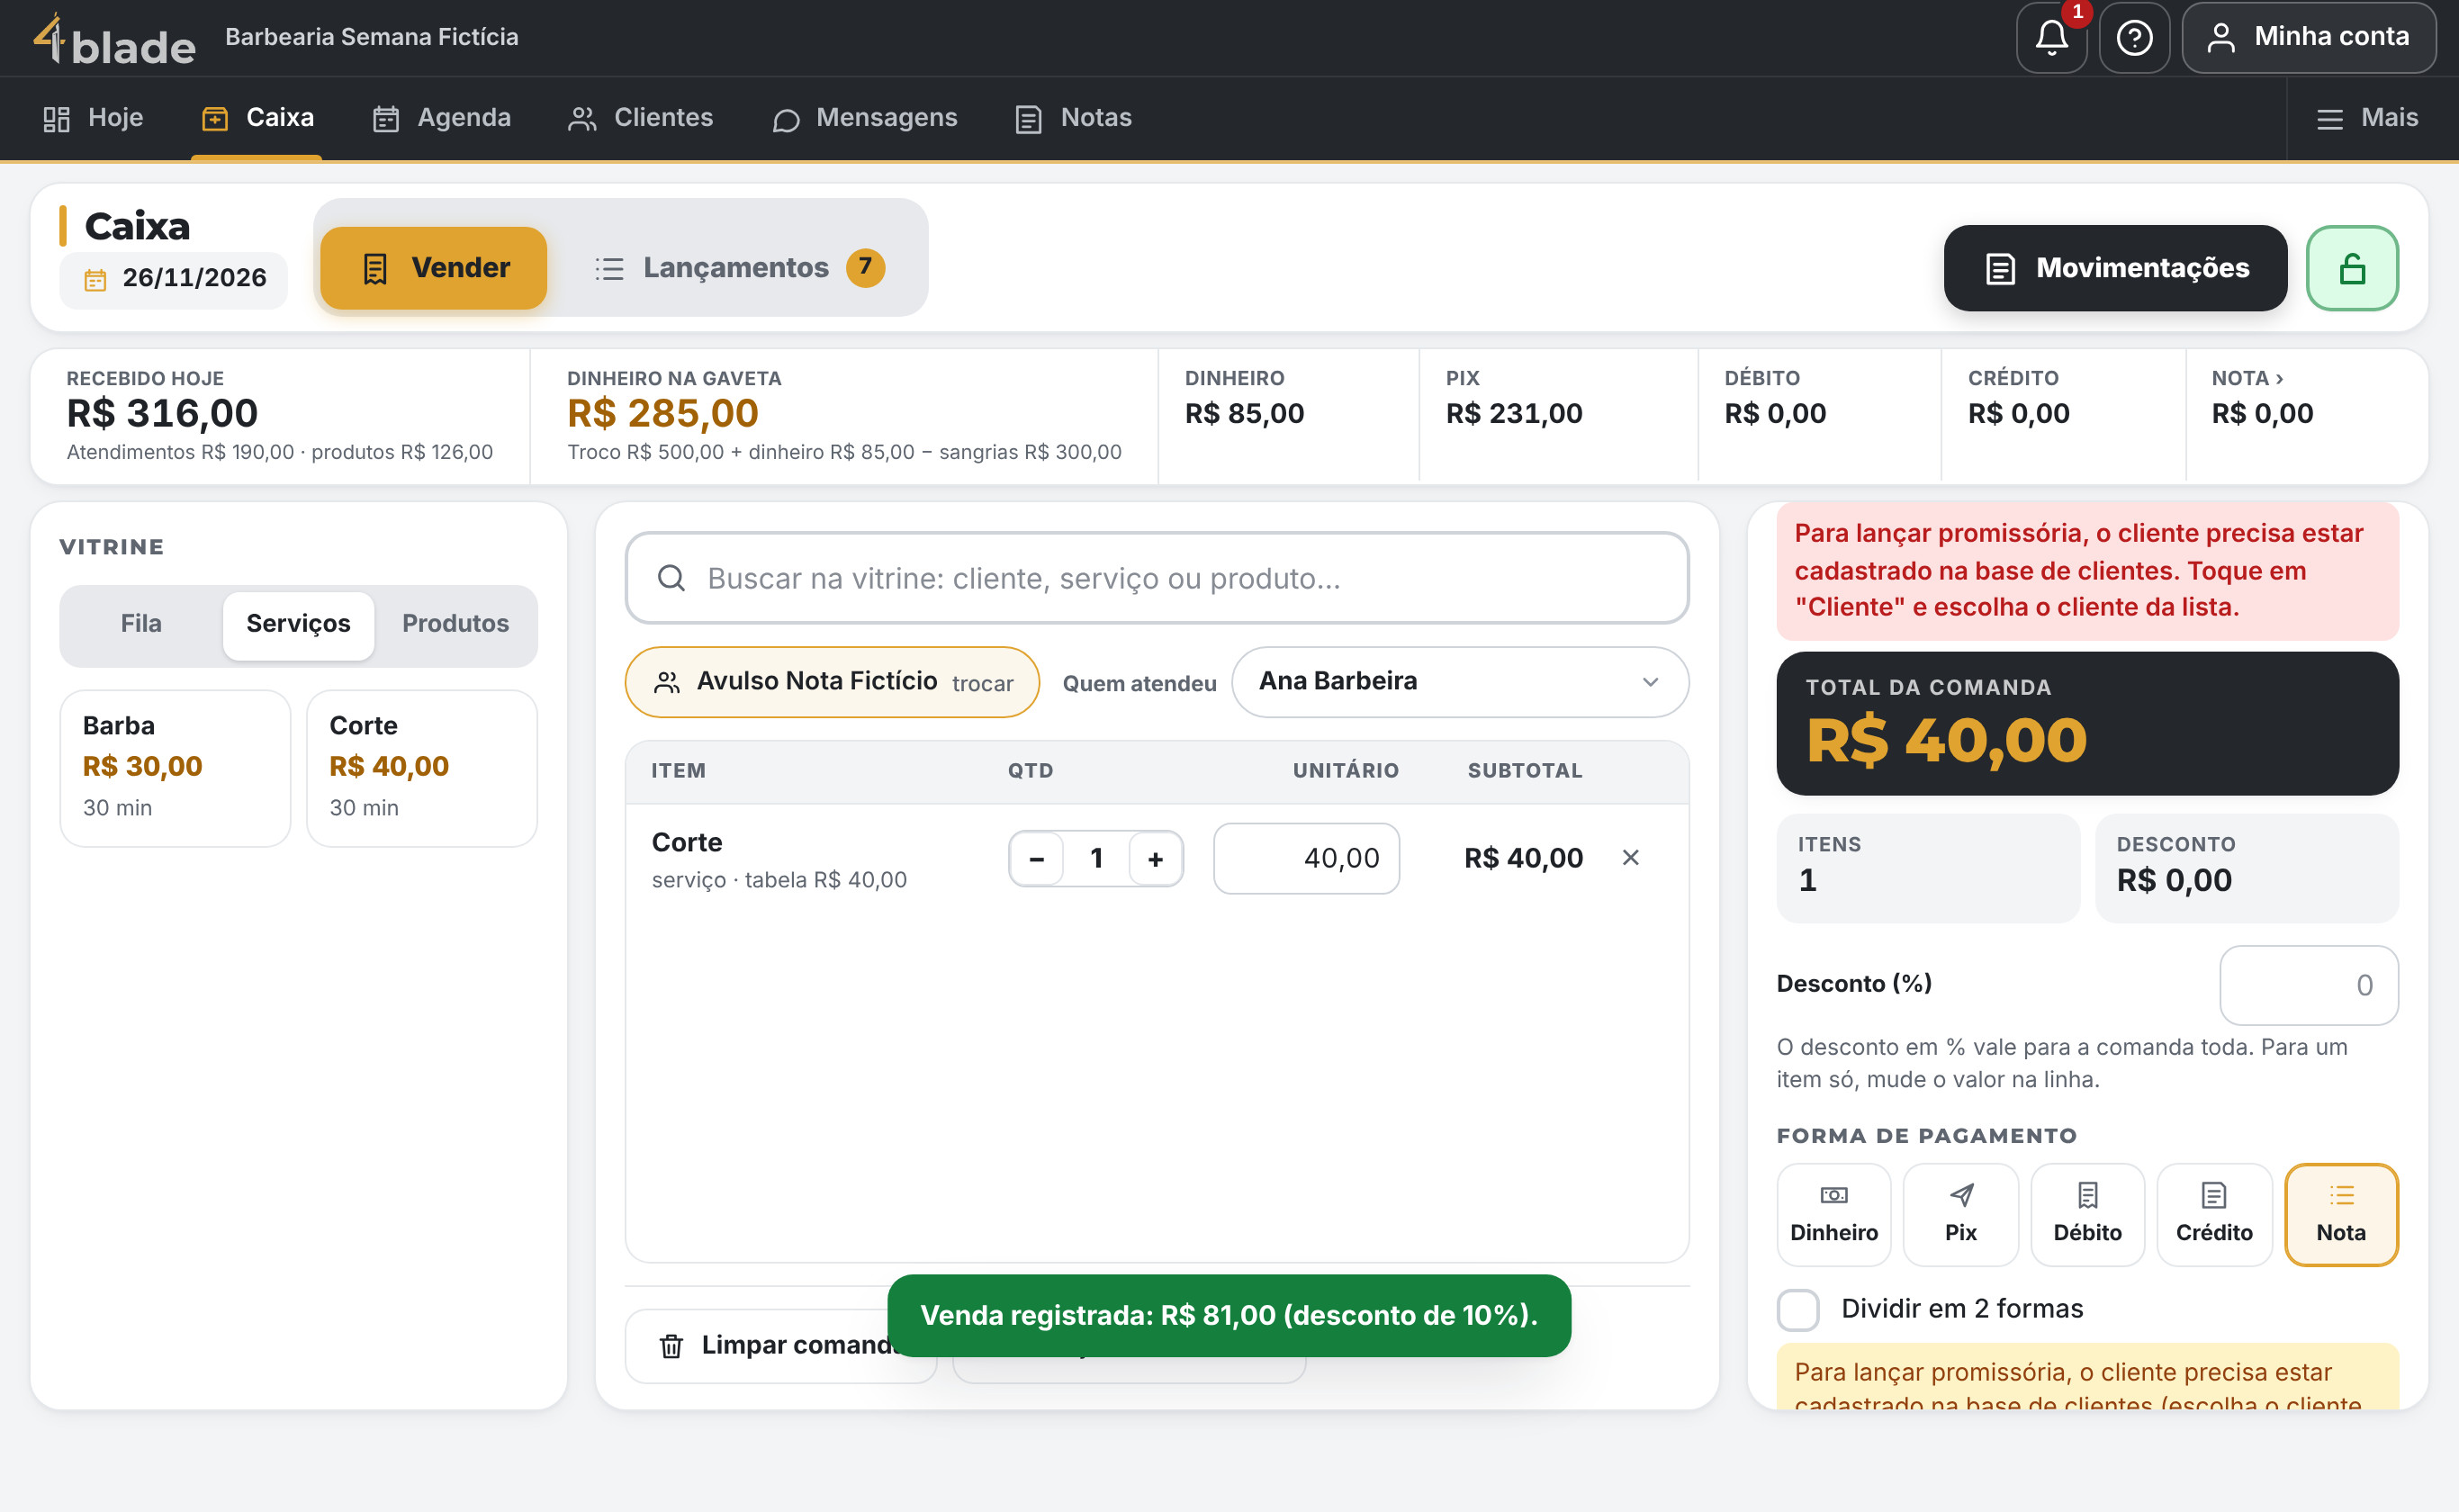 4blade
Barbearia Semana Fictícia
1
Minha conta
Hoje
Caixa
Agenda
Clientes
Mensagens
Notas
Mais
Caixa
26/11/2026
Vender
Lançamentos 7
Movimentações
RECEBIDO HOJE
R$ 316,00
Atendimentos R$ 190,00 · produtos R$ 126,00
DINHEIRO NA GAVETA
R$ 285,00
Troco R$ 500,00 + dinheiro R$ 85,00 − sangrias R$ 300,00
DINHEIRO
R$ 85,00
PIX
R$ 231,00
DÉBITO
R$ 0,00
CRÉDITO
R$ 0,00
NOTA ›
R$ 0,00
VITRINE
Fila
Serviços
Produtos
Barba
R$ 30,00
30 min
Corte
R$ 40,00
30 min
Buscar na vitrine: cliente, serviço ou produto...
Avulso Nota Fictício trocar
Quem atendeu
Ana Barbeira
ITEM
QTD
UNITÁRIO
SUBTOTAL
Corte
serviço · tabela R$ 40,00
− 1 +
40,00
R$ 40,00
×
Limpar comanda
Venda registrada: R$ 81,00 (desconto de 10%).
Para lançar promissória, o cliente precisa estar
cadastrado na base de clientes. Toque em
"Cliente" e escolha o cliente da lista.
TOTAL DA COMANDA
R$ 40,00
ITENS
1
DESCONTO
R$ 0,00
Desconto (%)
0
O desconto em % vale para a comanda toda. Para um
item só, mude o valor na linha.
FORMA DE PAGAMENTO
Dinheiro
Pix
Débito
Crédito
Nota
Dividir em 2 formas
Para lançar promissória, o cliente precisa estar
cadastrado na base de clientes (escolha o cliente